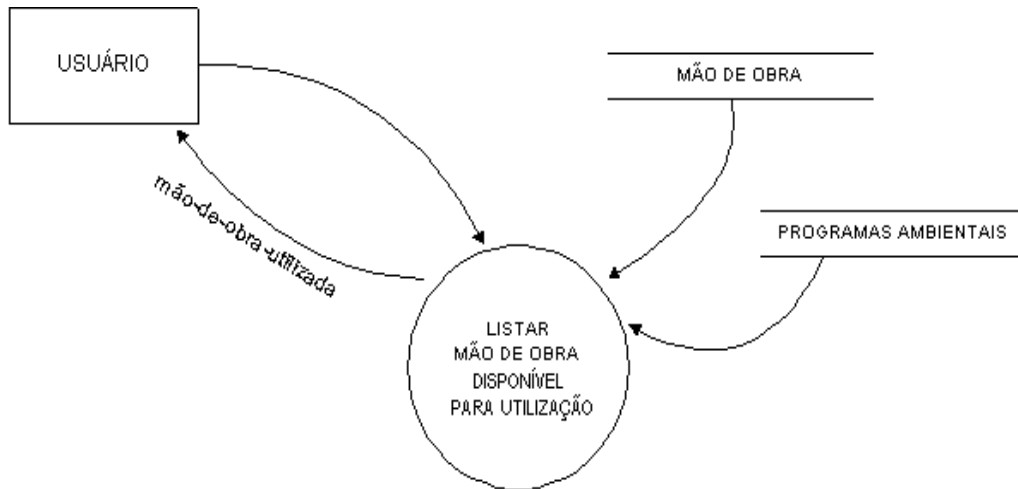 USUÁRIO
MÃO DE OBRA
mão-de-obra-utilizada
PROGRAMAS AMBIENTAIS
LISTAR
MÃO DE OBRA
DISPONÍVEL
PARA UTILIZAÇÃO